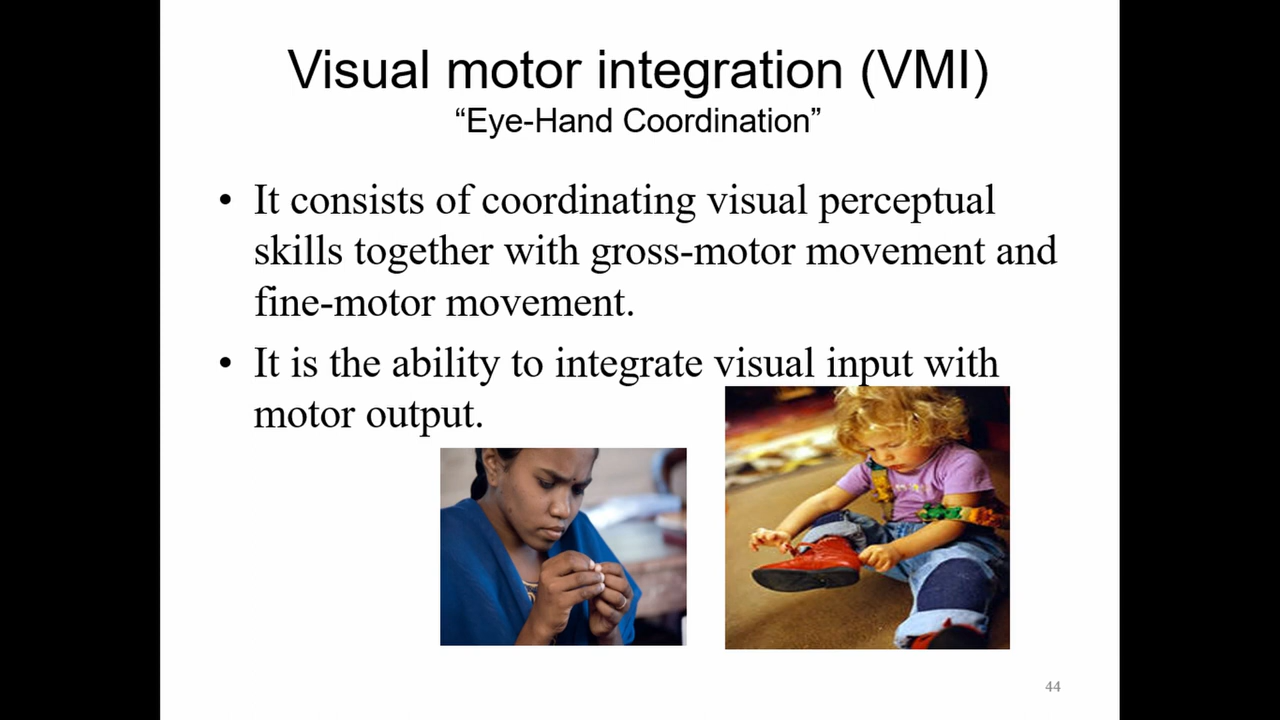 Visual motor integration (VMI)
“Eye-Hand Coordination”
• It consists of coordinating visual perceptual
skills together with gross-motor movement and
fine-motor movement.
• It is the ability to integrate visual input with
motor output.
44